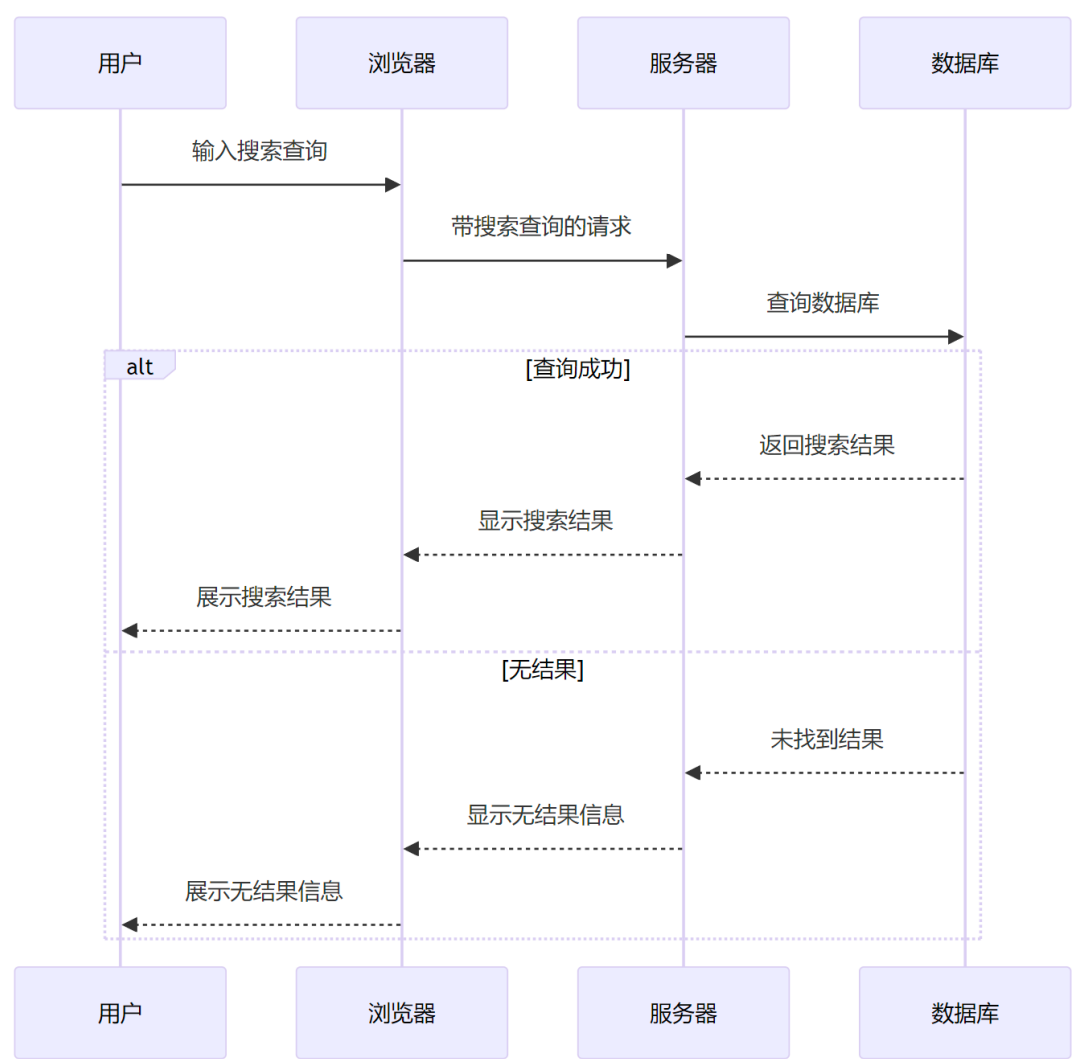 用户
浏览器
服务器
数据库
输入搜索查询
带搜索查询的请求
查询数据库
alt
[查询成功]
返回搜索结果
显示搜索结果
展示搜索结果
[无结果]
未找到结果
显示无结果信息
展示无结果信息
用户
浏览器
服务器
数据库